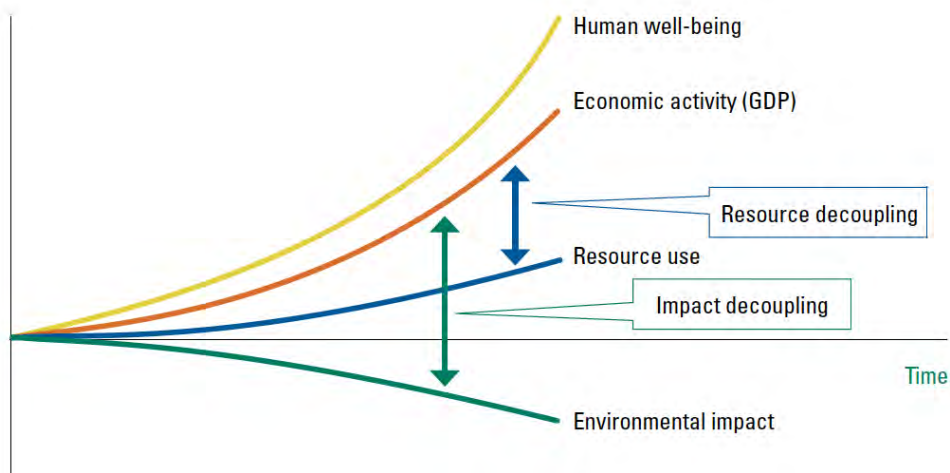 Human well-being
Economic activity (GDP)
Resource decoupling
Resource use
Impact decoupling
Time
Environmental impact